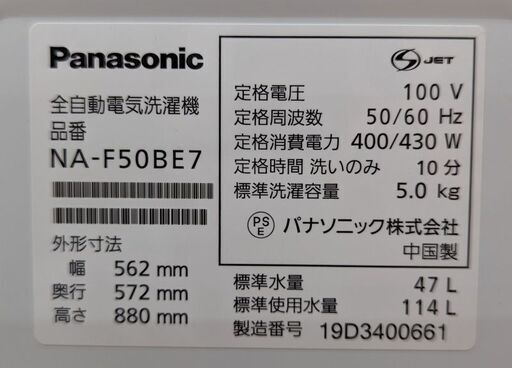 Panasonic
全自動電気洗濯機
品番
NA-F50BE7
外形寸法
幅 562 mm
奥行 572 mm
高さ 880 mm
S JET
定格電圧 100 V
定格周波数 50/60 Hz
定格消費電力 400/430 W
定格時間 洗いのみ 10 分
標準洗濯容量 5.0 kg
PS E パナソニック株式会社
中国製
標準水量 47 L
標準使用水量 114 L
製造番号 19D3400661